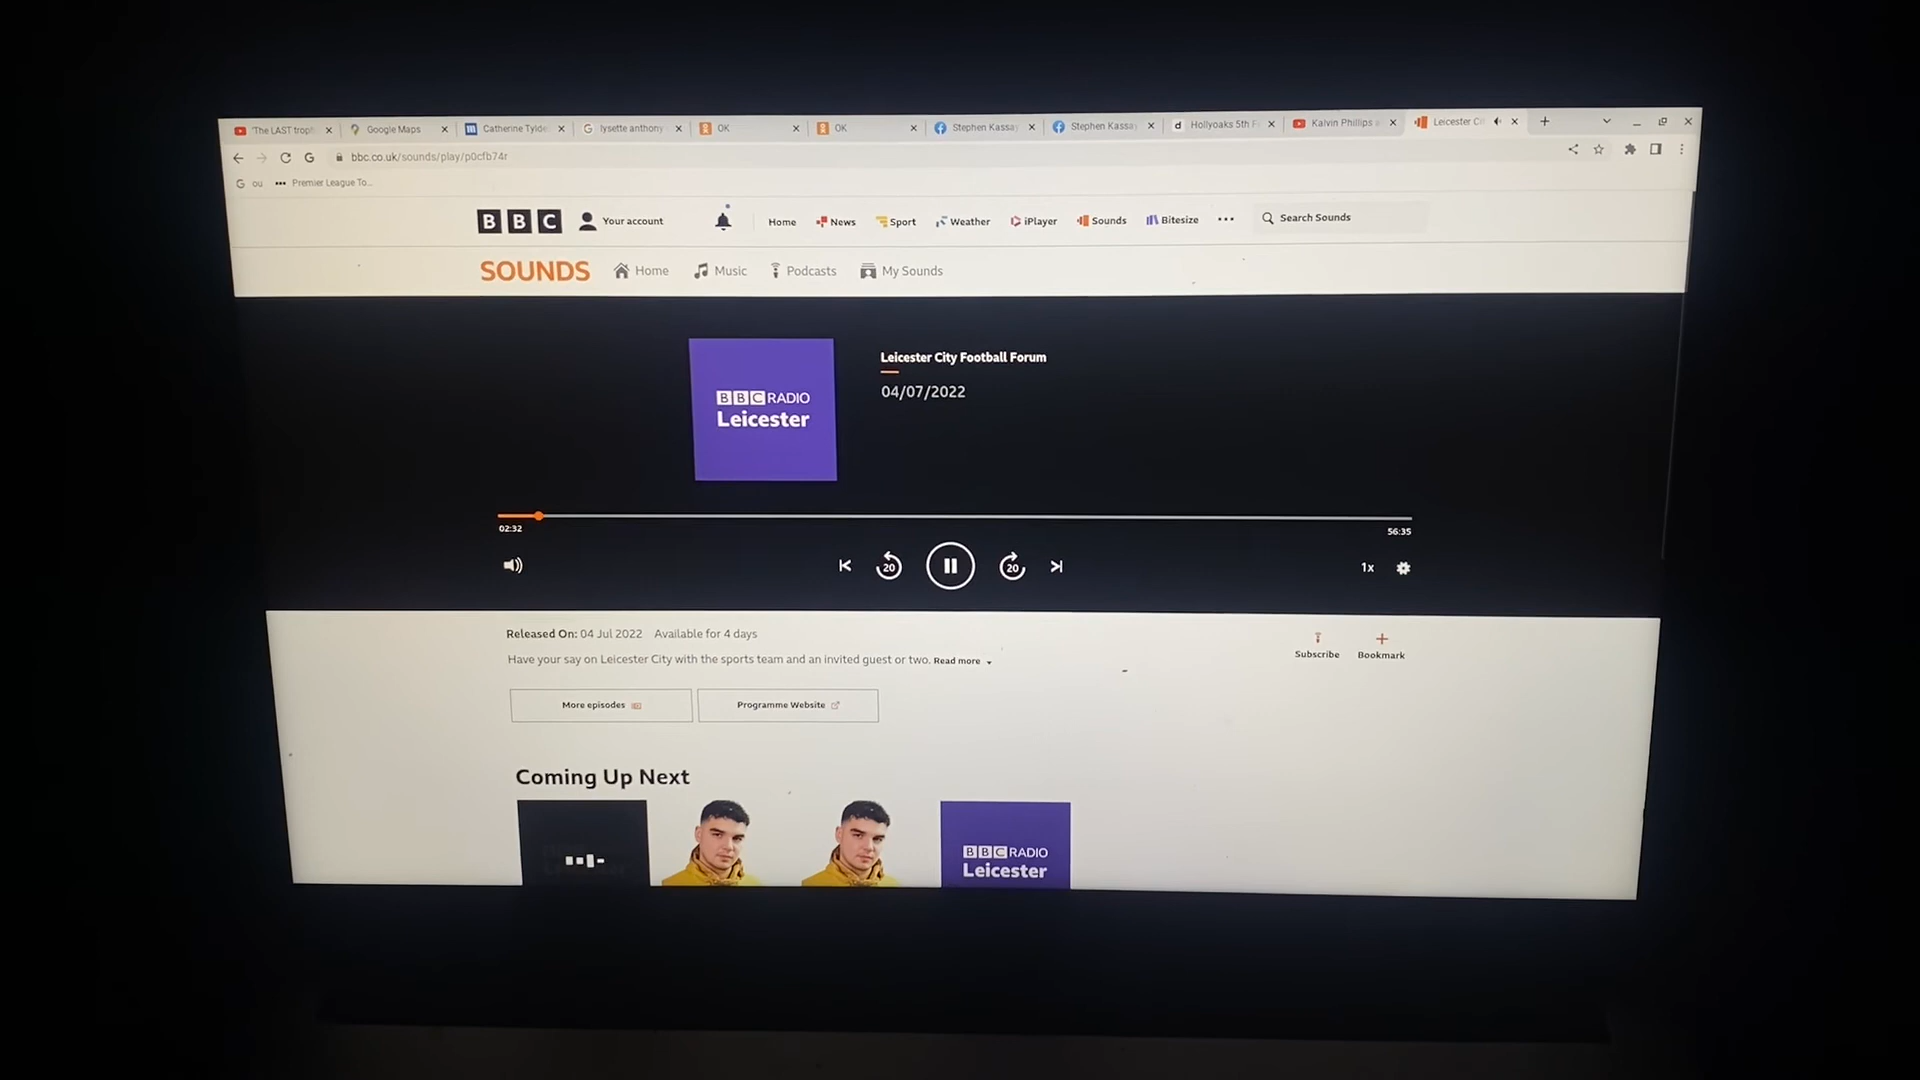 'The LAST trop
Google Maps
Catherine Tylde
lysette anthony
OK
OK
Stephen Kassa
Stephen Kassa
Hollyoaks 5th F
Kalvin Phillips
Leicester Ci
bbc.co.uk/sounds/play/p0cfb74r
ou
Premier League To...
BBC
Your account
Home
News
Sport
Weather
iPlayer
Sounds
Bitesize
Search Sounds
SOUNDS
Home
Music
Podcasts
My Sounds
BBC RADIO
Leicester
Leicester City Football Forum
04/07/2022
02:32
56:35
20
20
1x
Released On: 04 Jul 2022 Available for 4 days
Have your say on Leicester City with the sports team and an invited guest or two. Read more
Subscribe
Bookmark
More episodes
Programme Website
Coming Up Next
BBC RADIO
Leicester